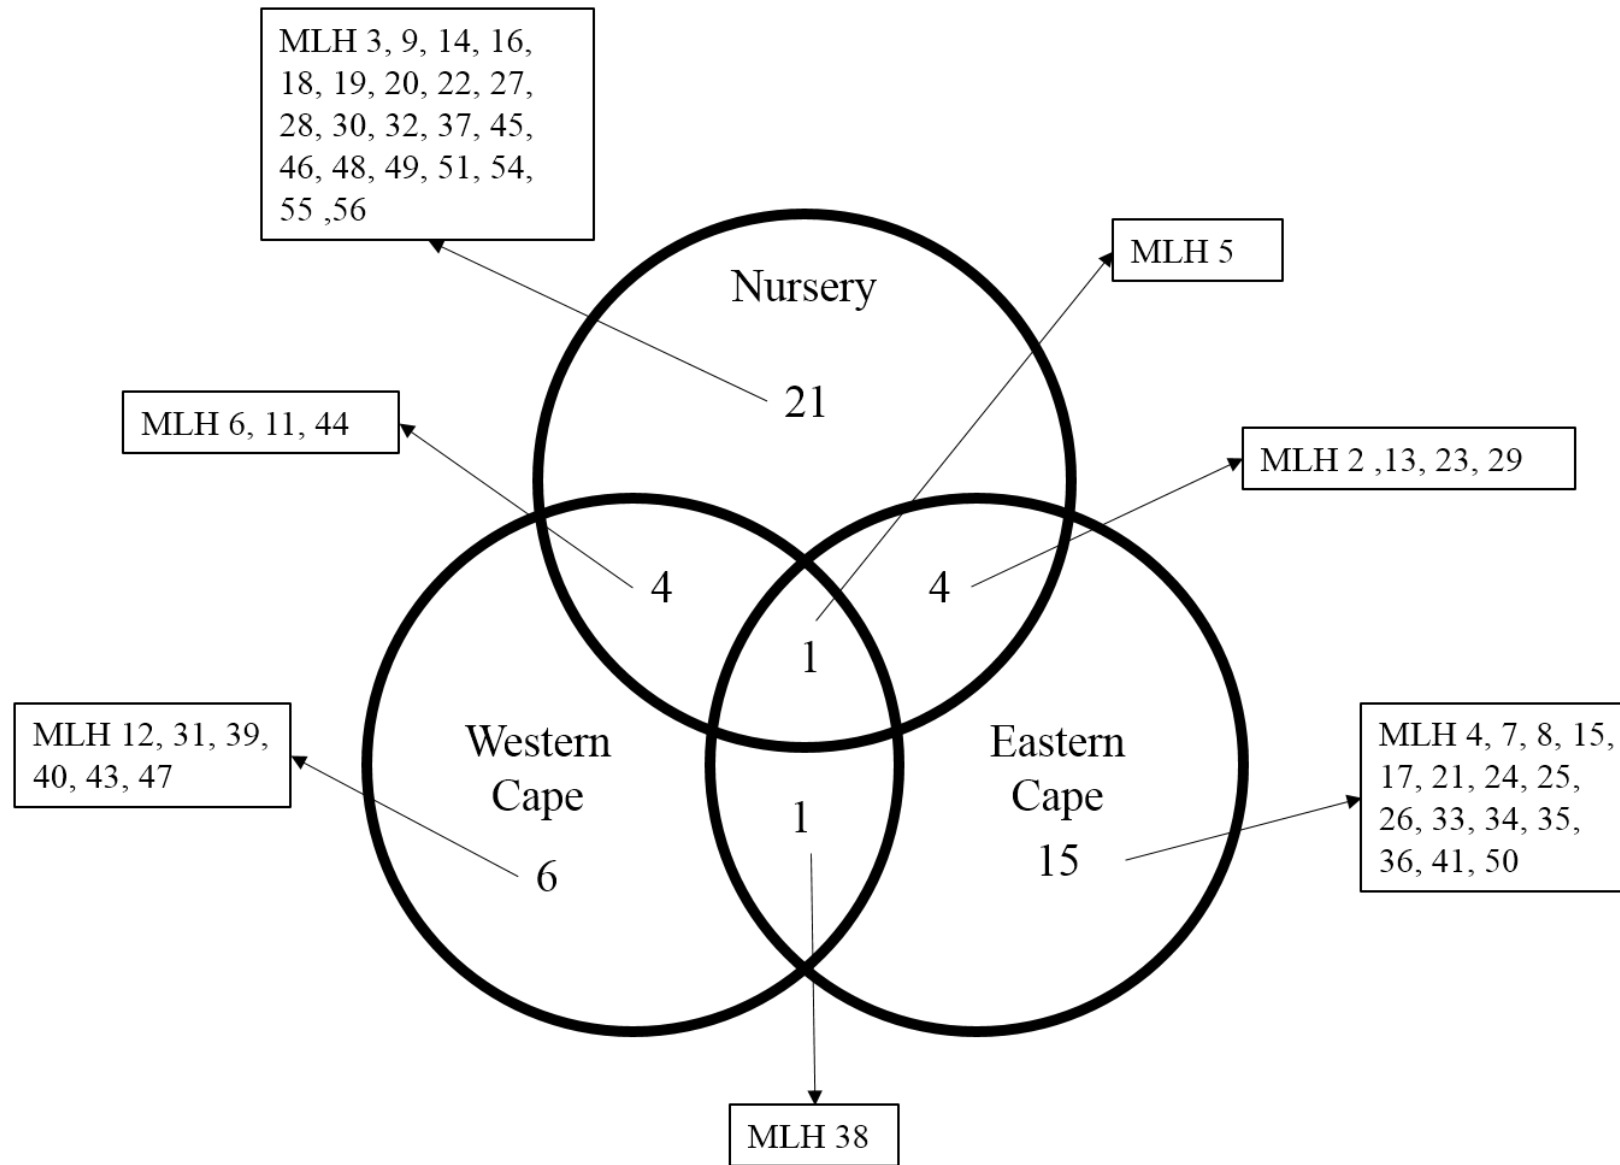 MLH 3, 9, 14, 16,
18, 19, 20, 22, 27,
28, 30, 32, 37, 45,
46, 48, 49, 51, 54,
55 ,56
MLH 5
Nursery
21
MLH 6, 11, 44
MLH 2 ,13, 23, 29
4
4
1
MLH 12, 31, 39,
40, 43, 47
Western
Cape
6
1
Eastern
Cape
15
MLH 4, 7, 8, 15,
17, 21, 24, 25,
26, 33, 34, 35,
36, 41, 50
MLH 38